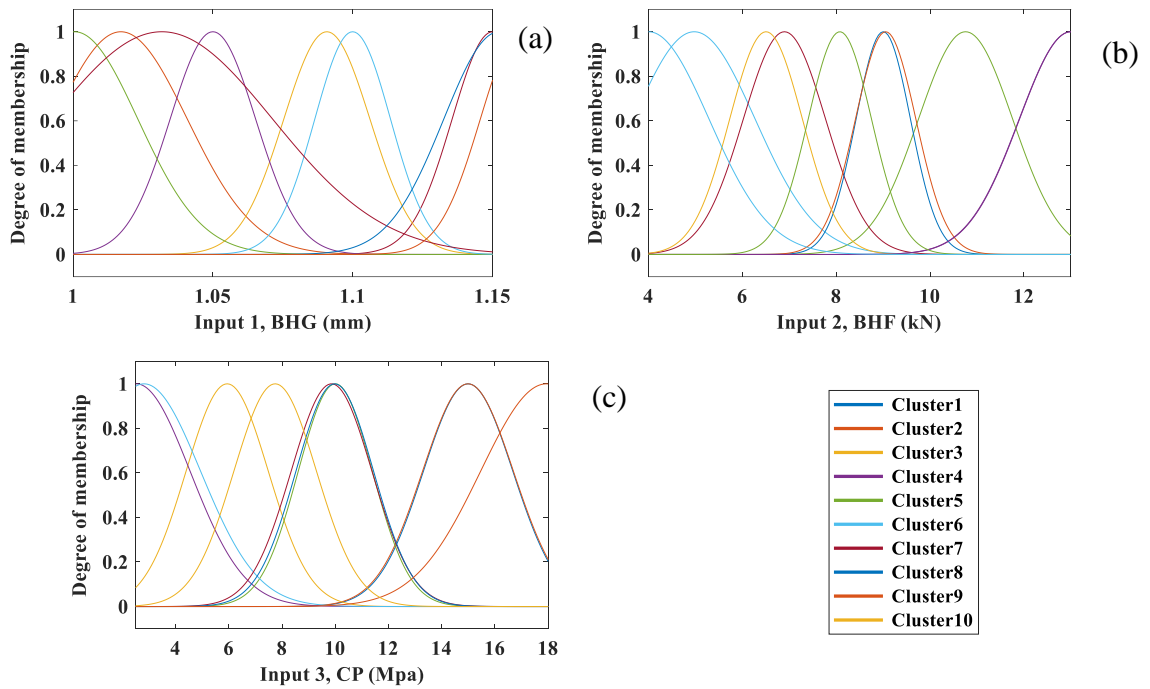 (a)
Degree of membership
1
0.8
0.6
0.4
0.2
0
1 1.05 1.1 1.15
Input 1, BHG (mm)
(b)
Degree of membership
1
0.8
0.6
0.4
0.2
0
4 6 8 10 12
Input 2, BHF (kN)
(c)
Degree of membership
1
0.8
0.6
0.4
0.2
0
4 6 8 10 12 14 16 18
Input 3, CP (Mpa)
Cluster1
Cluster2
Cluster3
Cluster4
Cluster5
Cluster6
Cluster7
Cluster8
Cluster9
Cluster10